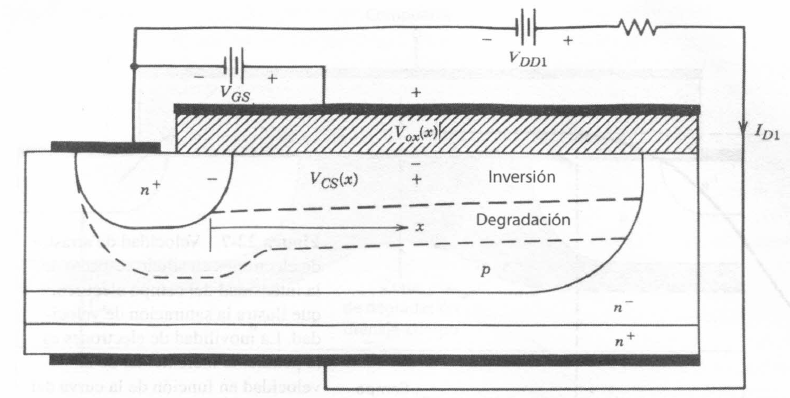 − +
V_DD1
− +
V_GS
+
V_ox(x)
I_D1
−
n⁺ − V_CS(x) + Inversión
Degradación
x
p
n⁻
n⁺